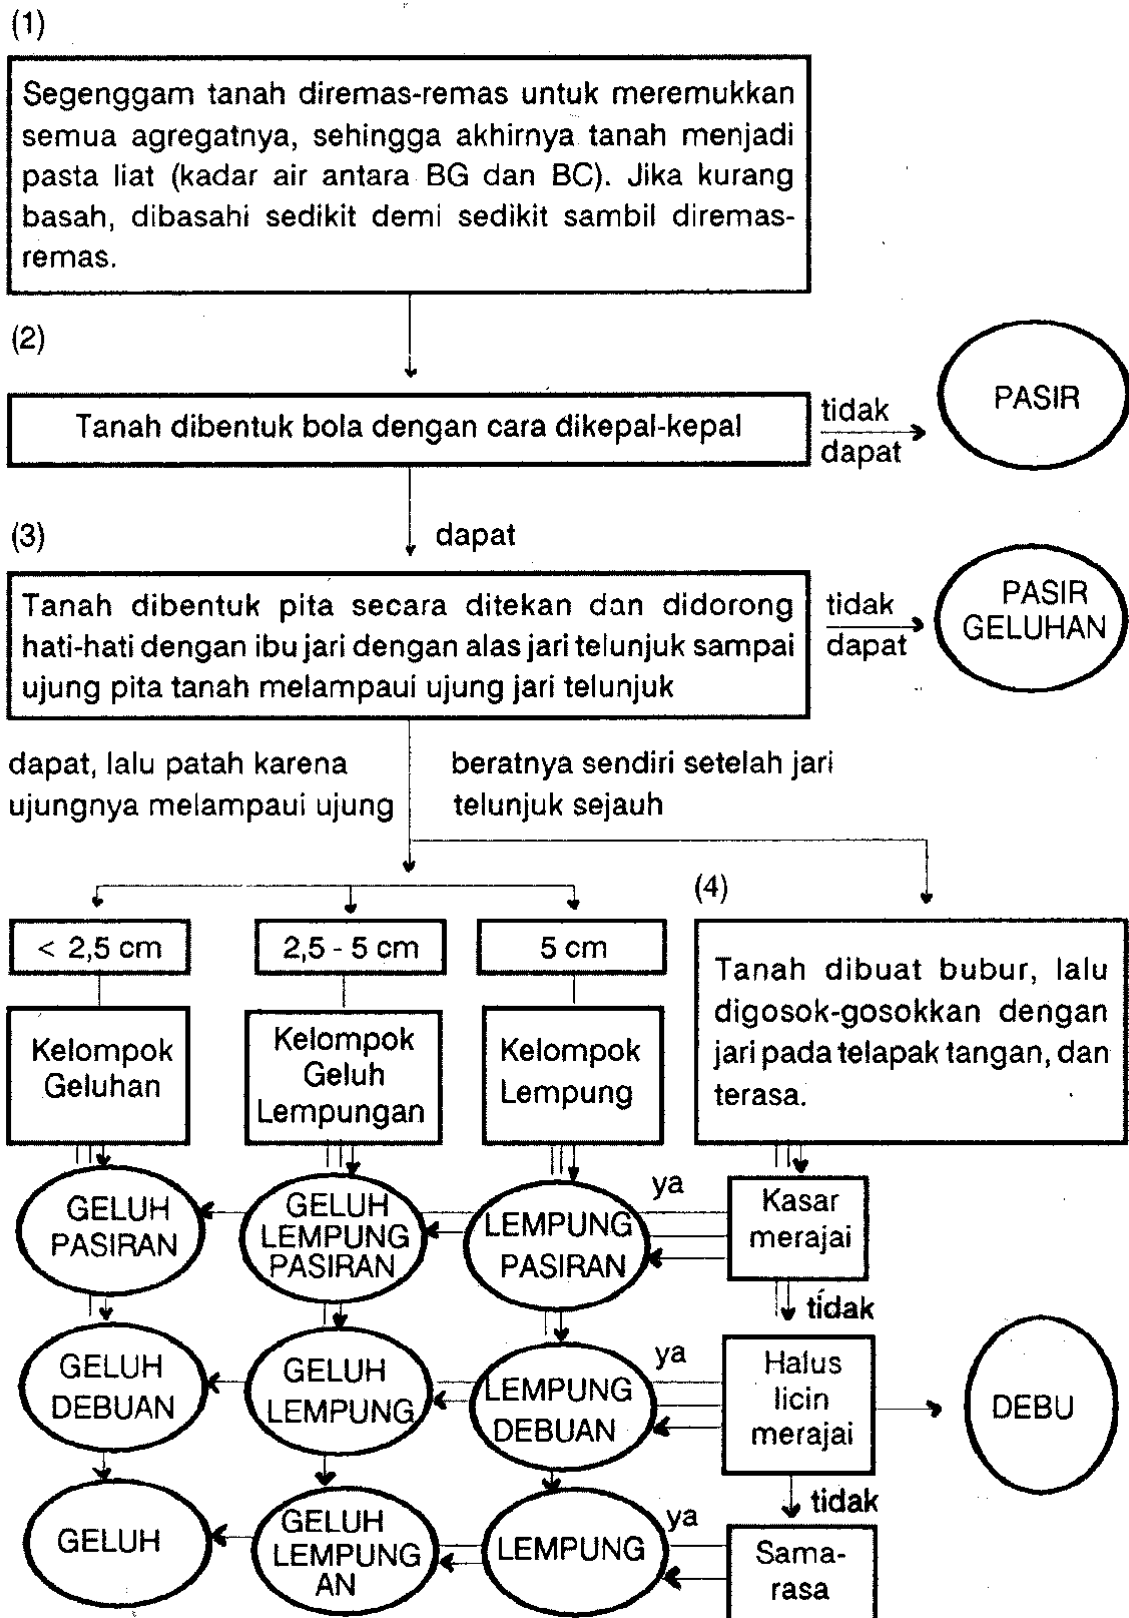 (1)
Segenggam tanah diremas-remas untuk meremukkan
semua agregatnya, sehingga akhirnya tanah menjadi
pasta liat (kadar air antara BG dan BC). Jika kurang
basah, dibasahi sedikit demi sedikit sambil diremas-
remas.
(2)
Tanah dibentuk bola dengan cara dikepal-kepal
tidak
dapat
PASIR
dapat
(3)
Tanah dibentuk pita secara ditekan dan didorong
hati-hati dengan ibu jari dengan alas jari telunjuk sampai
ujung pita tanah melampaui ujung jari telunjuk
tidak
dapat
PASIR
GELUHAN
dapat, lalu patah karena
ujungnya melampaui ujung
beratnya sendiri setelah jari
telunjuk sejauh
< 2,5 cm
2,5 - 5 cm
5 cm
(4)
Tanah dibuat bubur, lalu
digosok-gosokkan dengan
jari pada telapak tangan, dan
terasa.
Kelompok
Geluhan
Kelompok
Geluh
Lempungan
Kelompok
Lempung
GELUH
PASIRAN
GELUH
LEMPUNG
PASIRAN
LEMPUNG
PASIRAN
ya
Kasar
merajai
tidak
GELUH
DEBUAN
GELUH
LEMPUNG
LEMPUNG
DEBUAN
ya
Halus
licin
merajai
DEBU
tidak
GELUH
GELUH
LEMPUNG
AN
LEMPUNG
ya
Sama-
rasa